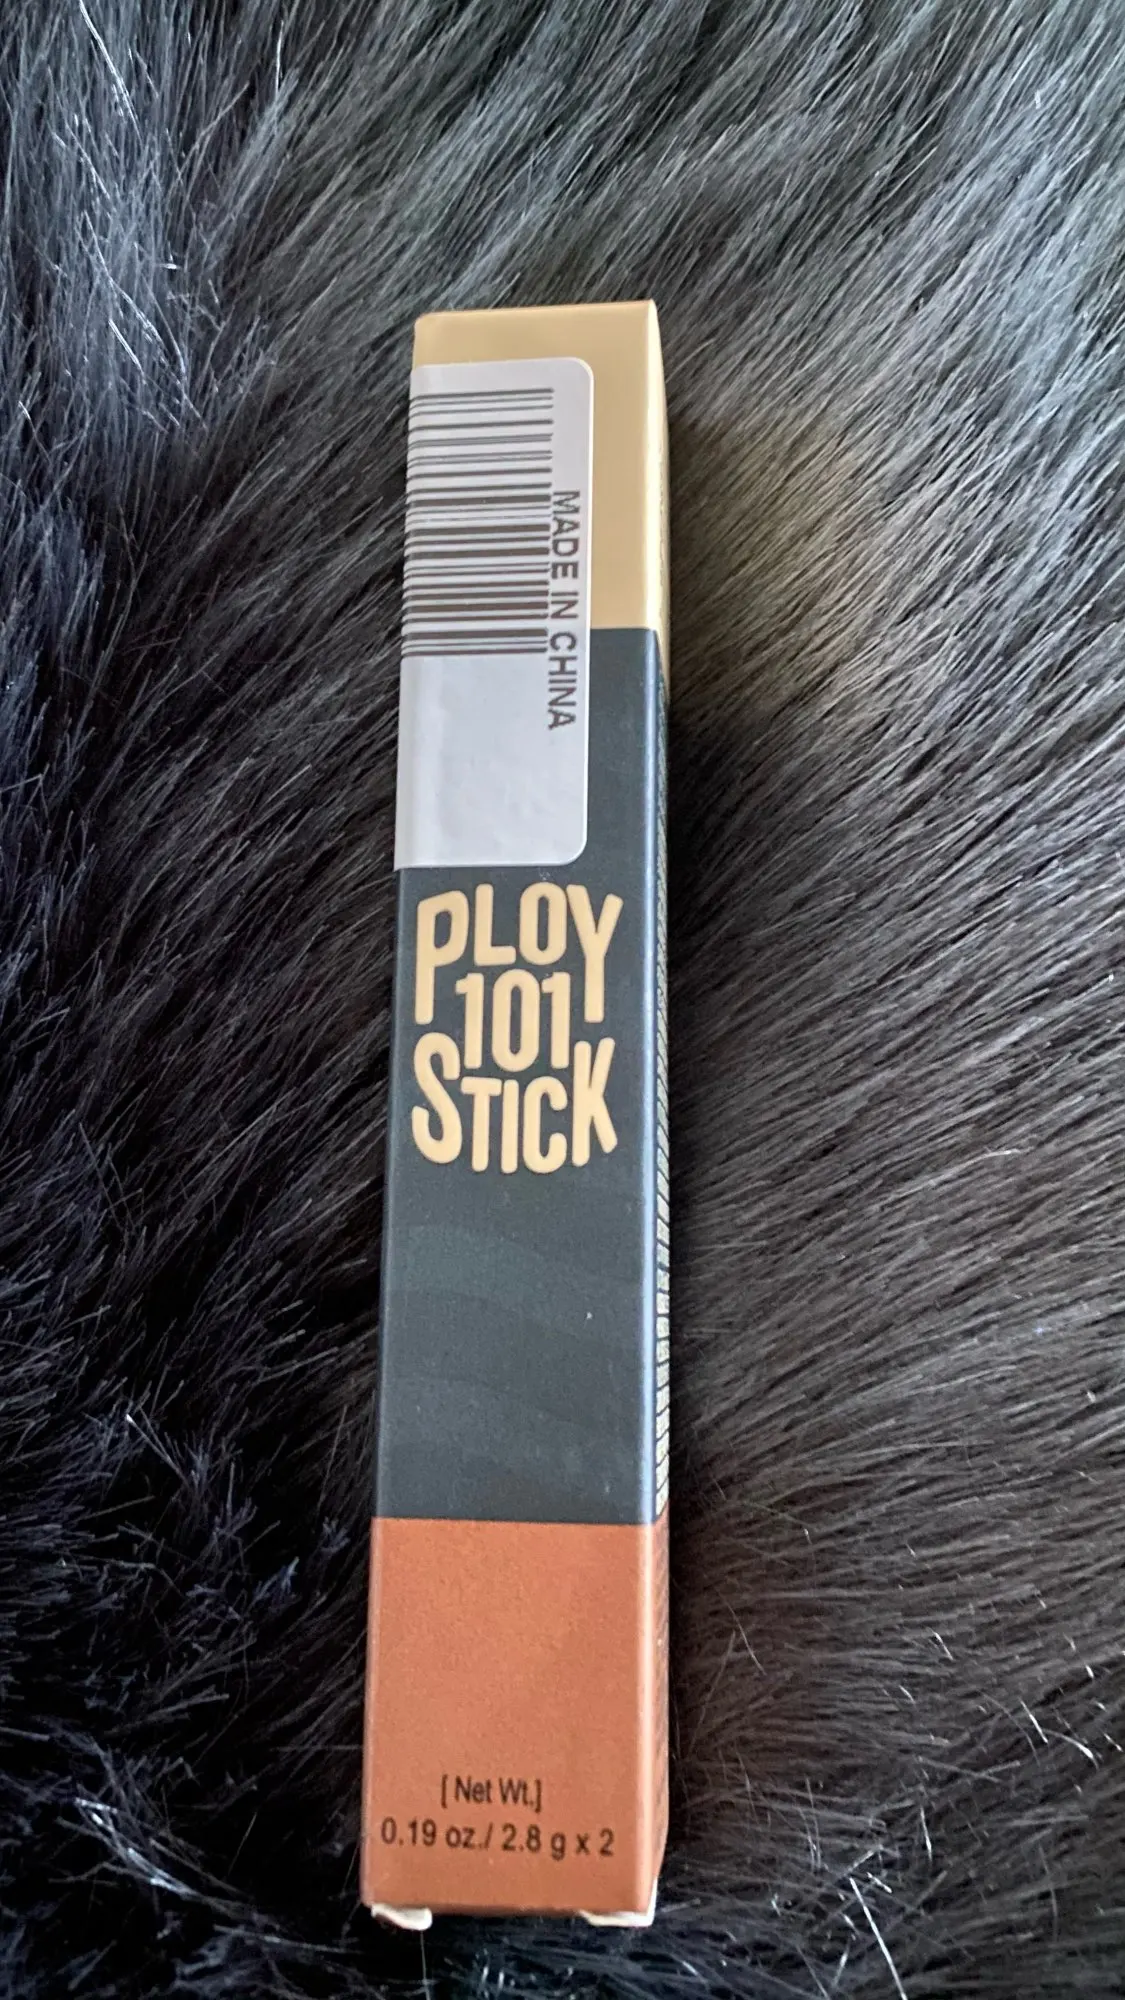 MADE IN CHINA
PLOY
101
STICK
[ Net Wt.]
0.19 oz./ 2.8 g x 2